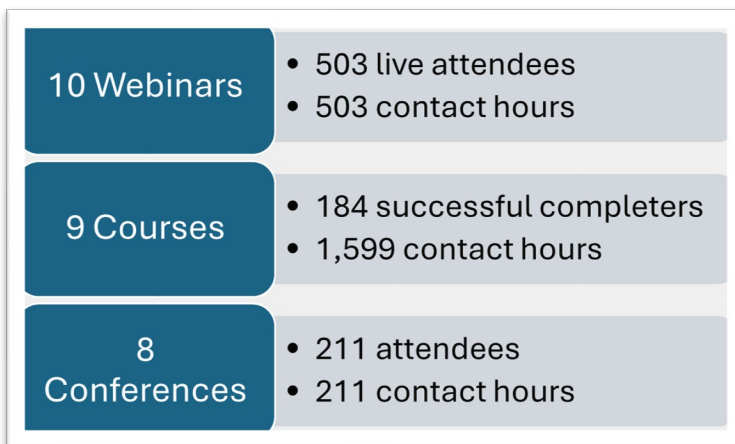 10 Webinars
• 503 live attendees
• 503 contact hours
9 Courses
• 184 successful completers
• 1,599 contact hours
8
Conferences
• 211 attendees
• 211 contact hours